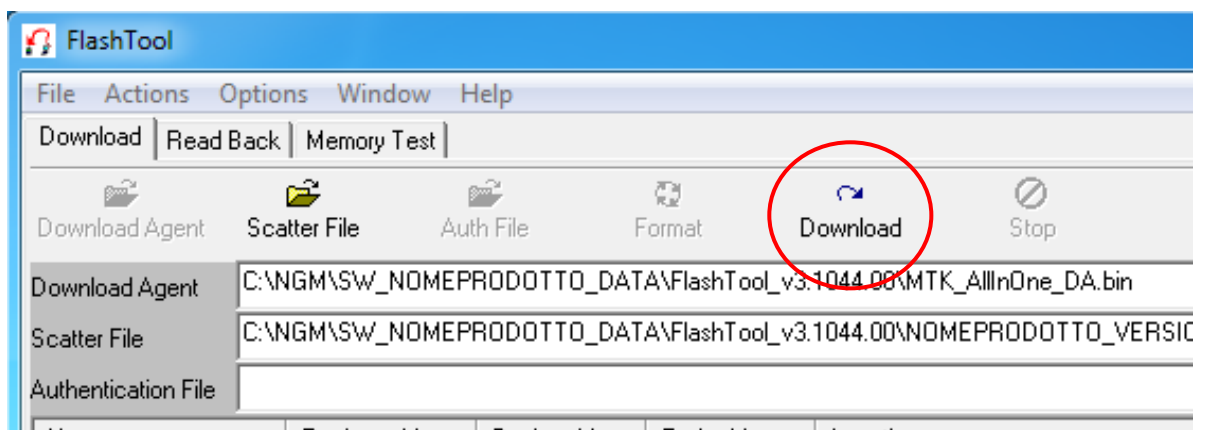 FlashTool
File Actions Options Window Help
Download Read Back Memory Test
Download Agent Scatter File Auth File Format Download Stop
Download Agent C:\NGM\SW_NOMEPRODOTTO_DATA\FlashTool_v3.1044.00\MTK_AllInOne_DA.bin
Scatter File C:\NGM\SW_NOMEPRODOTTO_DATA\FlashTool_v3.1044.00\NOMEPRODOTTO_VERSIO
Authentication File